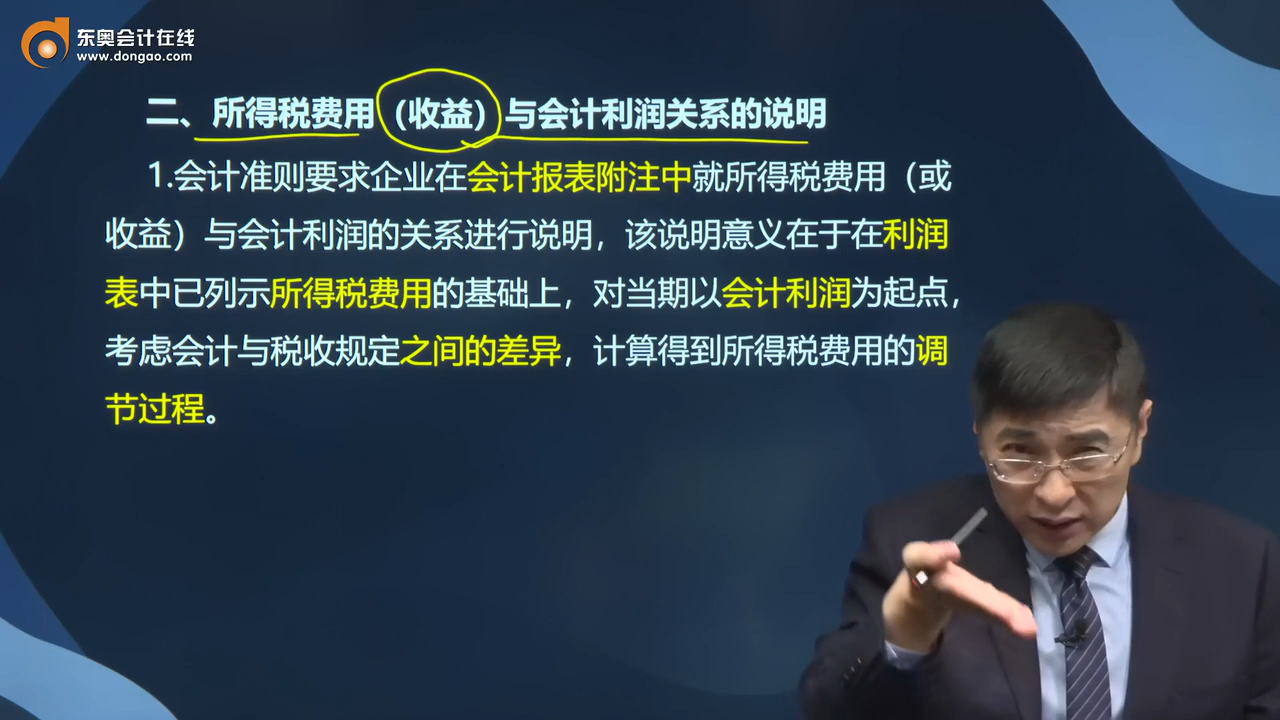 东奥会计在线
www.dongao.com
二、所得税费用（收益）与会计利润关系的说明
1.会计准则要求企业在会计报表附注中就所得税费用（或
收益）与会计利润的关系进行说明，该说明意义在于在利润
表中已列示所得税费用的基础上，对当期以会计利润为起点，
考虑会计与税收规定之间的差异，计算得到所得税费用的调
节过程。